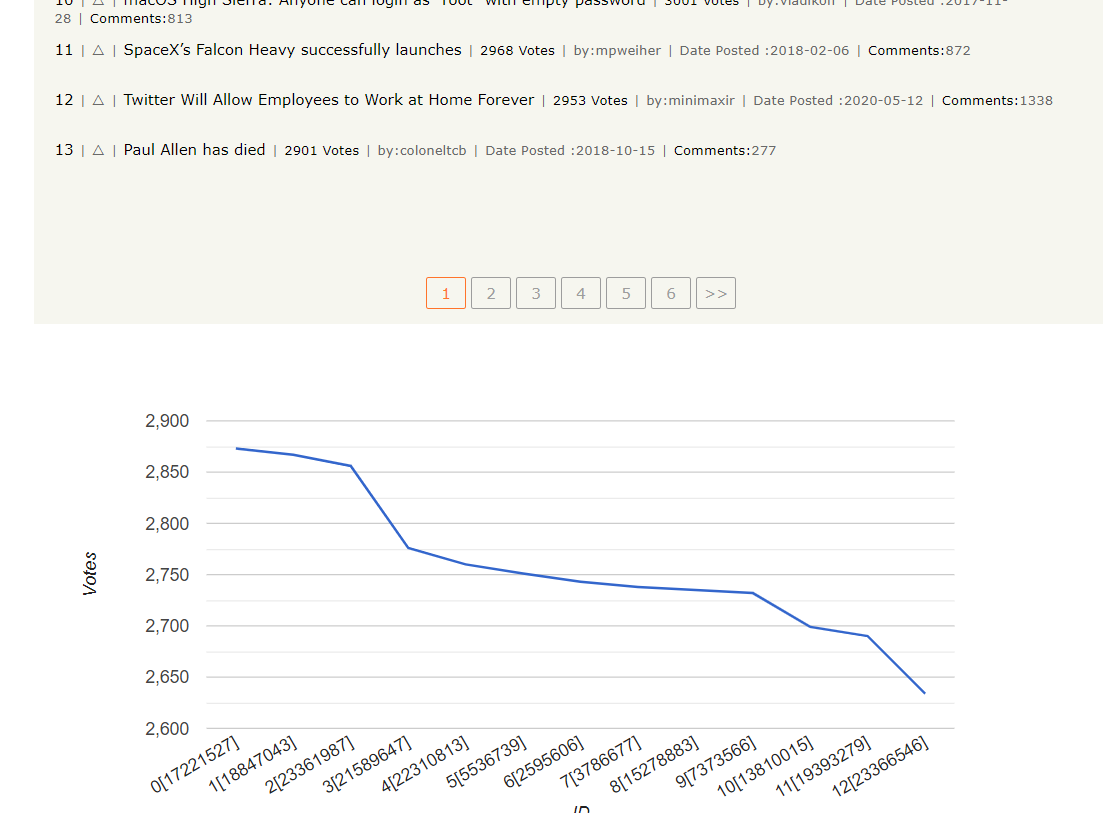 10 | △ | macOS High Sierra: Anyone can login as “root” with empty password | 3001 Votes | by:vladikoff | Date Posted :2017-11-
28 | Comments:813
11 | △ | SpaceX’s Falcon Heavy successfully launches | 2968 Votes | by:mpweiher | Date Posted :2018-02-06 | Comments:872
12 | △ | Twitter Will Allow Employees to Work at Home Forever | 2953 Votes | by:minimaxir | Date Posted :2020-05-12 | Comments:1338
13 | △ | Paul Allen has died | 2901 Votes | by:coloneltcb | Date Posted :2018-10-15 | Comments:277
1 2 3 4 5 6 >>
2,900
2,850
2,800
2,750
2,700
2,650
2,600
Votes
0[17221527] 1[18847043] 2[23361987] 3[21589647] 4[22310813] 5[5536739] 6[2595606] 7[3786677] 8[15278883] 9[7373566] 10[13810015] 11[19393279] 12[23366546]
ID